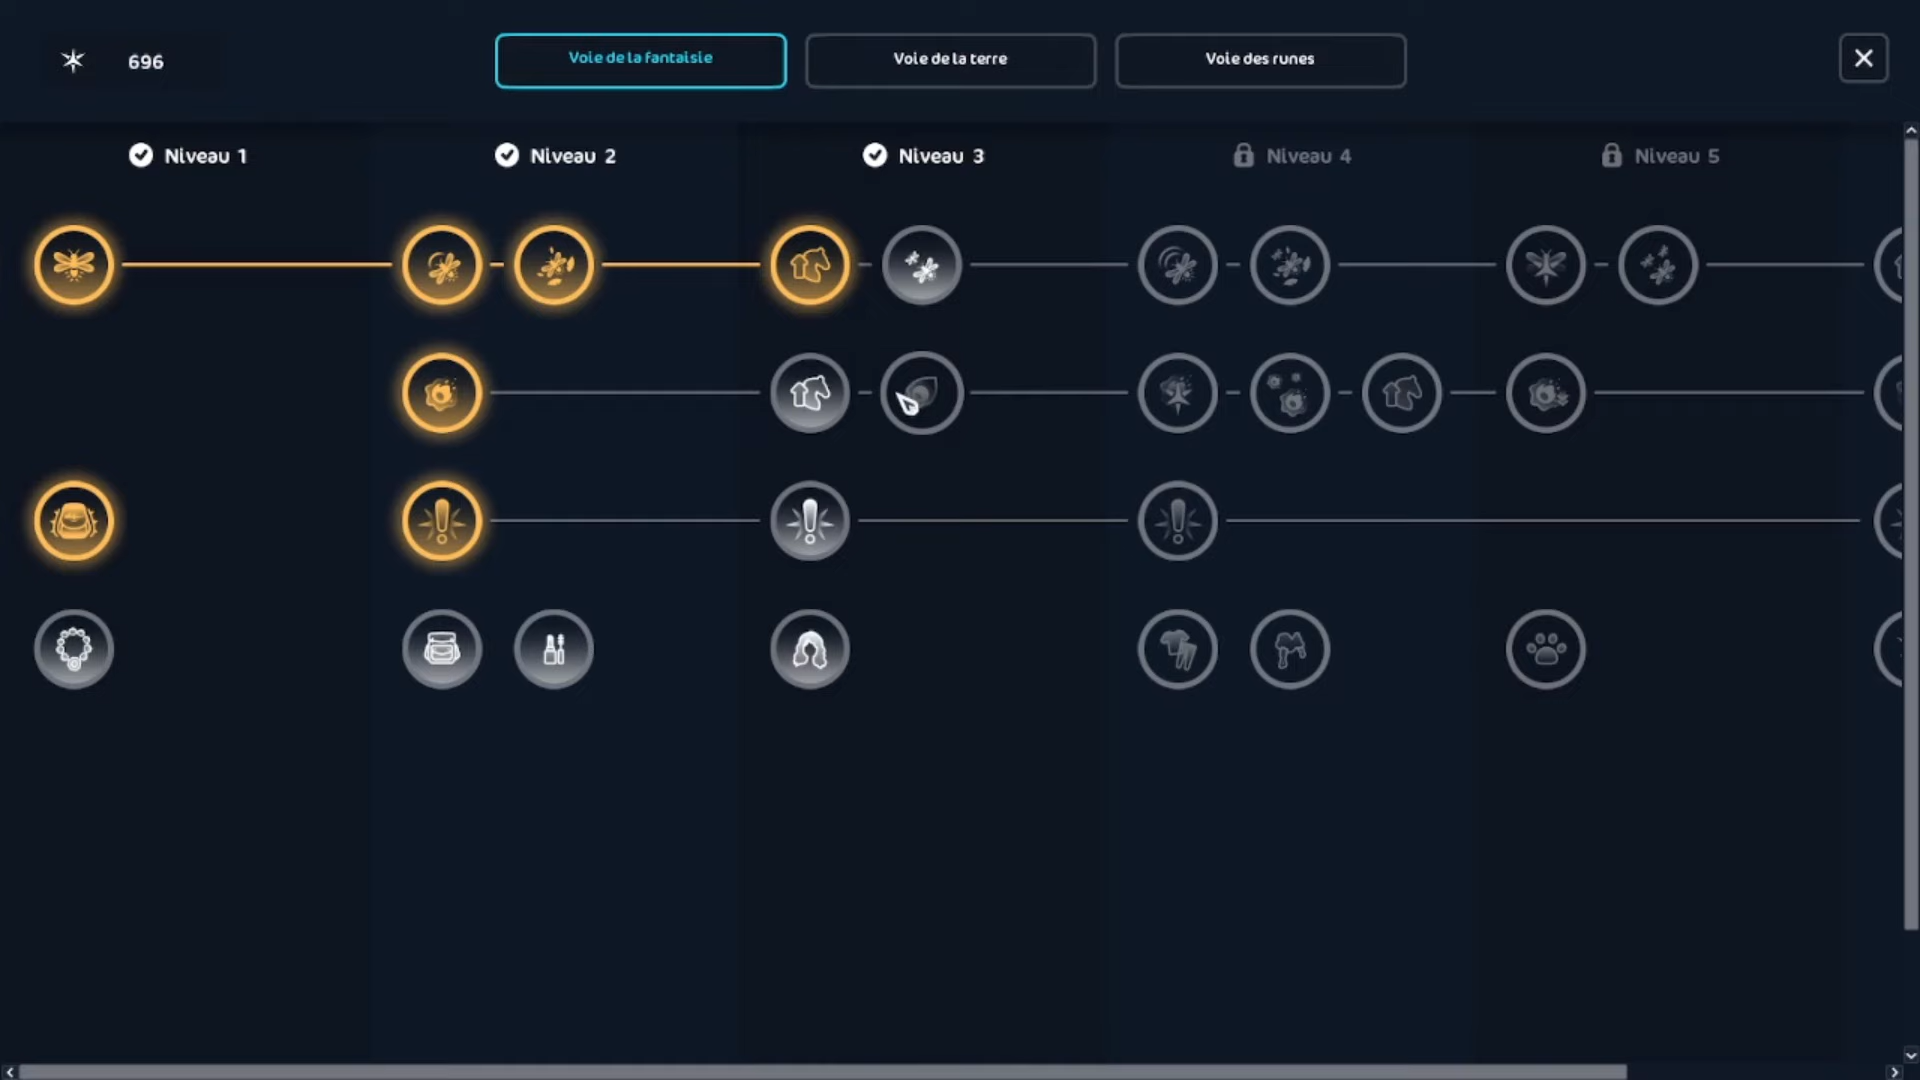 696
Voie de la fantaisie
Voie de la terre
Voie des runes
Niveau 1
Niveau 2
Niveau 3
Niveau 4
Niveau 5